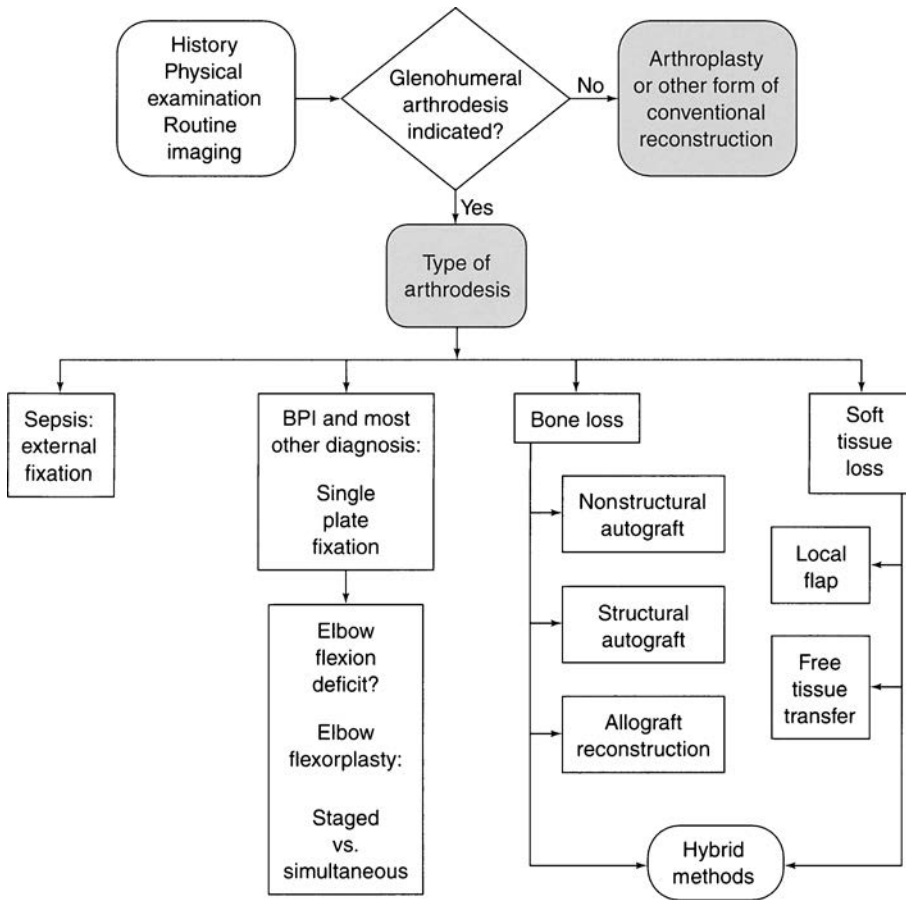 History
Physical
examination
Routine
imaging
Glenohumeral
arthrodesis
indicated?
No
Arthroplasty
or other form of
conventional
reconstruction
Yes
Type of
arthrodesis
Sepsis:
external
fixation
BPI and most
other diagnosis:
Single
plate
fixation
Elbow
flexion
deficit?
Elbow
flexorplasty:
Staged
vs.
simultaneous
Bone loss
Nonstructural
autograft
Structural
autograft
Allograft
reconstruction
Soft
tissue
loss
Local
flap
Free
tissue
transfer
Hybrid
methods